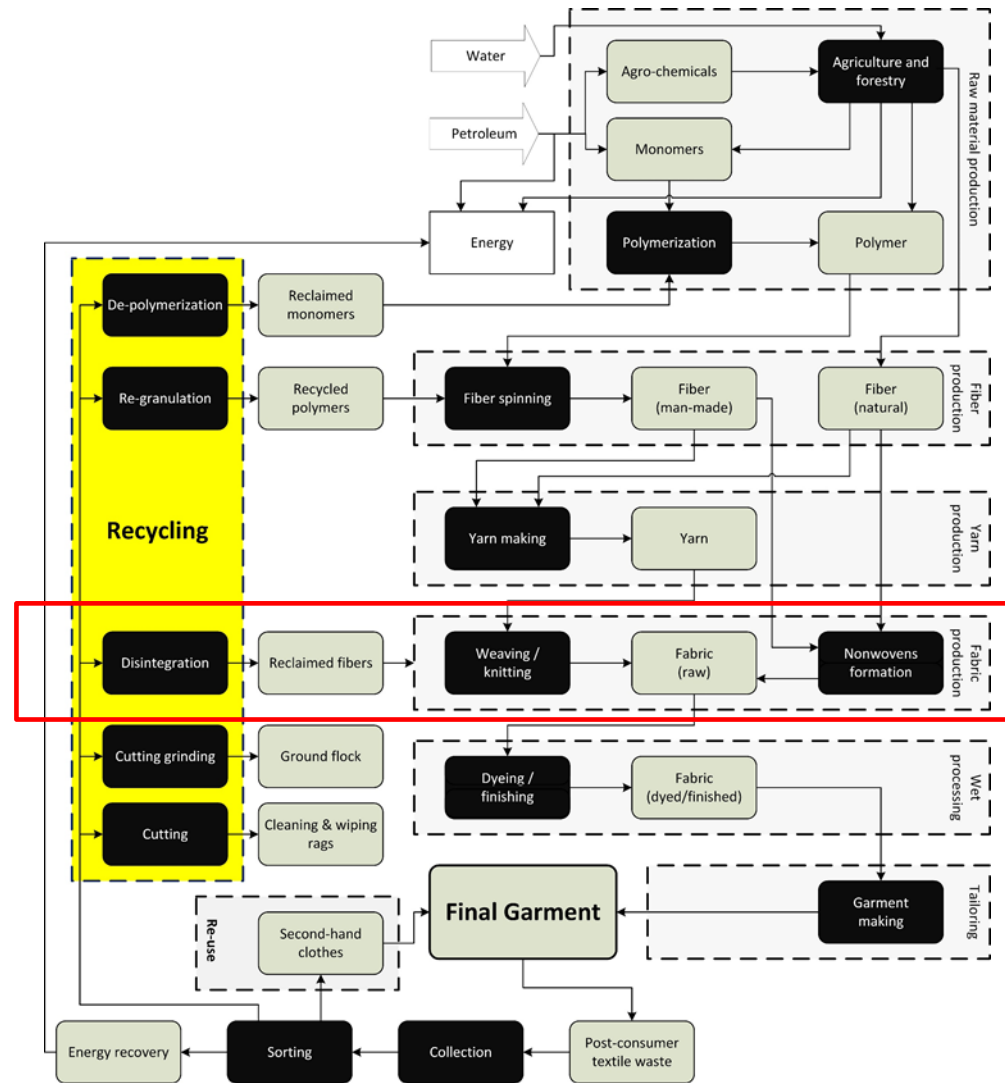 Water
Agro-chemicals
Agriculture and
forestry
Raw material production
Petroleum
Monomers
Energy
Polymerization
Polymer
De-polymerization
Reclaimed
monomers
Re-granulation
Recycled
polymers
Fiber spinning
Fiber
(man-made)
Fiber
(natural)
Fiber
production
Recycling
Yarn making
Yarn
Yarn
production
Disintegration
Reclaimed fibers
Weaving /
knitting
Fabric
(raw)
Nonwovens
formation
Fabric
production
Cutting grinding
Ground flock
Dyeing /
finishing
Fabric
(dyed/finished)
Wet
processing
Cutting
Cleaning & wiping
rags
Re-use
Second-hand
clothes
Final Garment
Garment
making
Tailoring
Energy recovery
Sorting
Collection
Post-consumer
textile waste